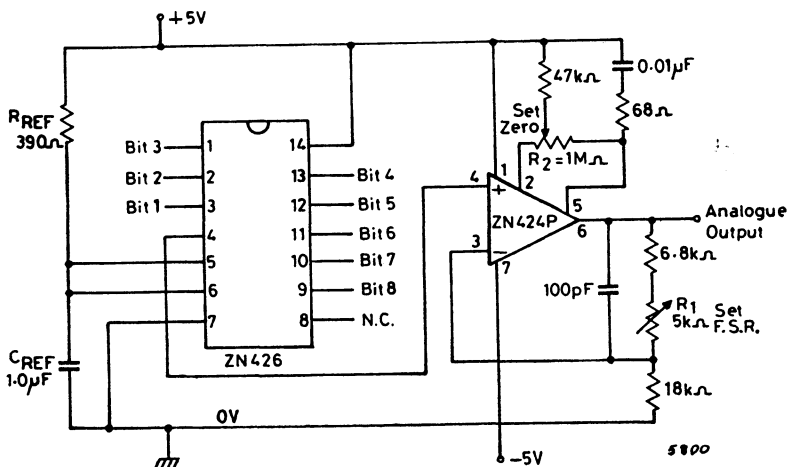 +5V
R_REF
390Ω
47kΩ
0.01µF
68Ω
Set
Zero
R2=1MΩ
Bit 3
1
14
Bit 2
2
13
Bit 4
Bit 1
3
12
Bit 5
4
11
Bit 6
5
10
Bit 7
6
9
Bit 8
7
8
N.C.
ZN426
4
+
1
2
5
ZN424P
6
3
−
7
Analogue
Output
6.8kΩ
100pF
R1
5kΩ
Set
F.S.R.
18kΩ
C_REF
1.0µF
0V
−5V
5800